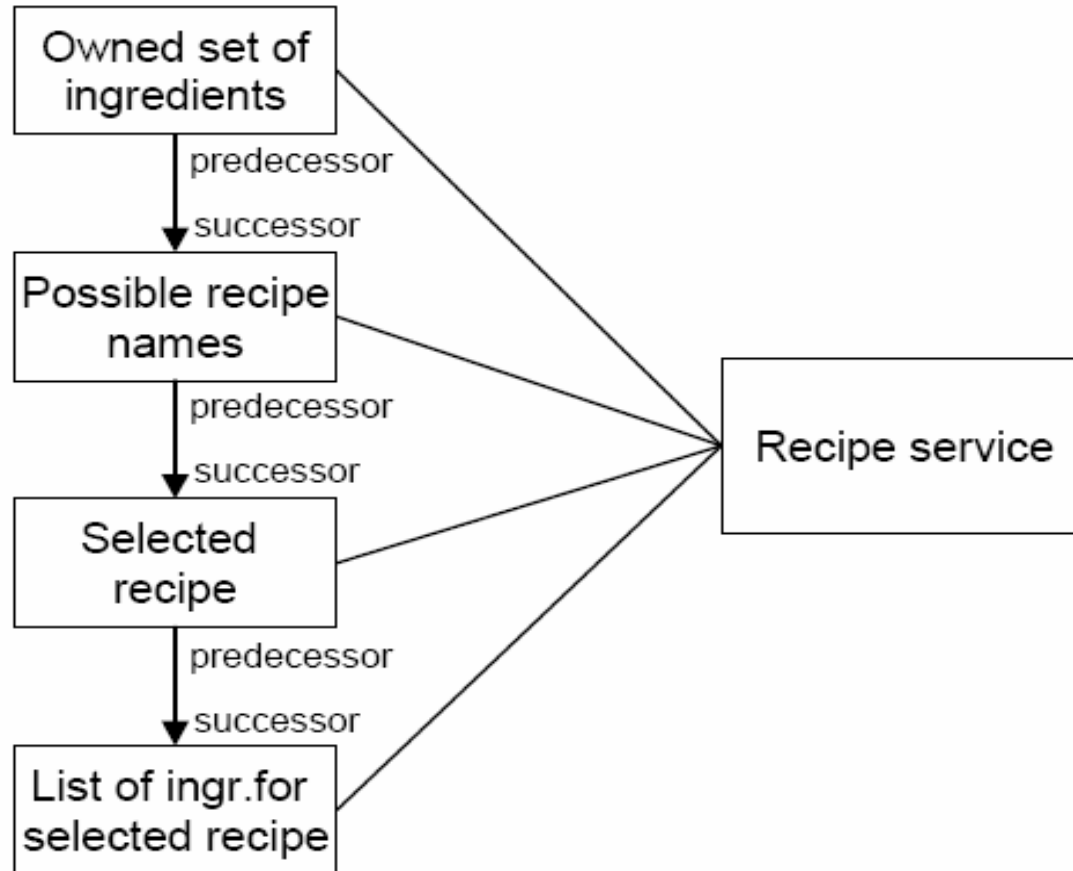 Owned set of
ingredients
predecessor
successor
Possible recipe
names
predecessor
successor
Selected
recipe
predecessor
successor
List of ingr.for
selected recipe
Recipe service